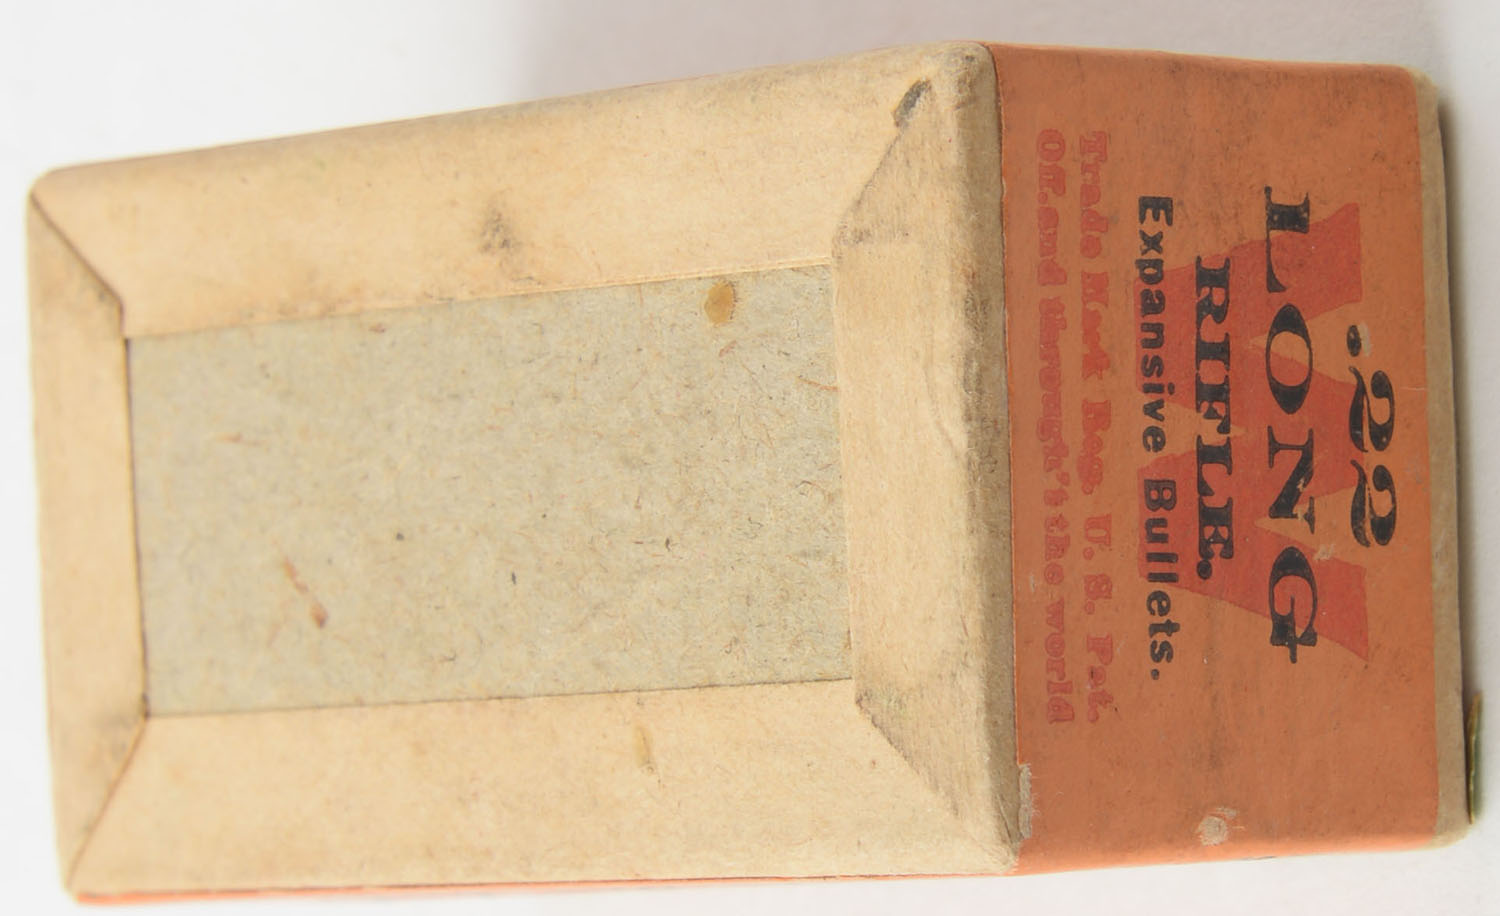 .22
W
LONG
RIFLE.
Expansive Bullets.
Trade Mark Reg. U. S. Pat.
Off. and through't the world